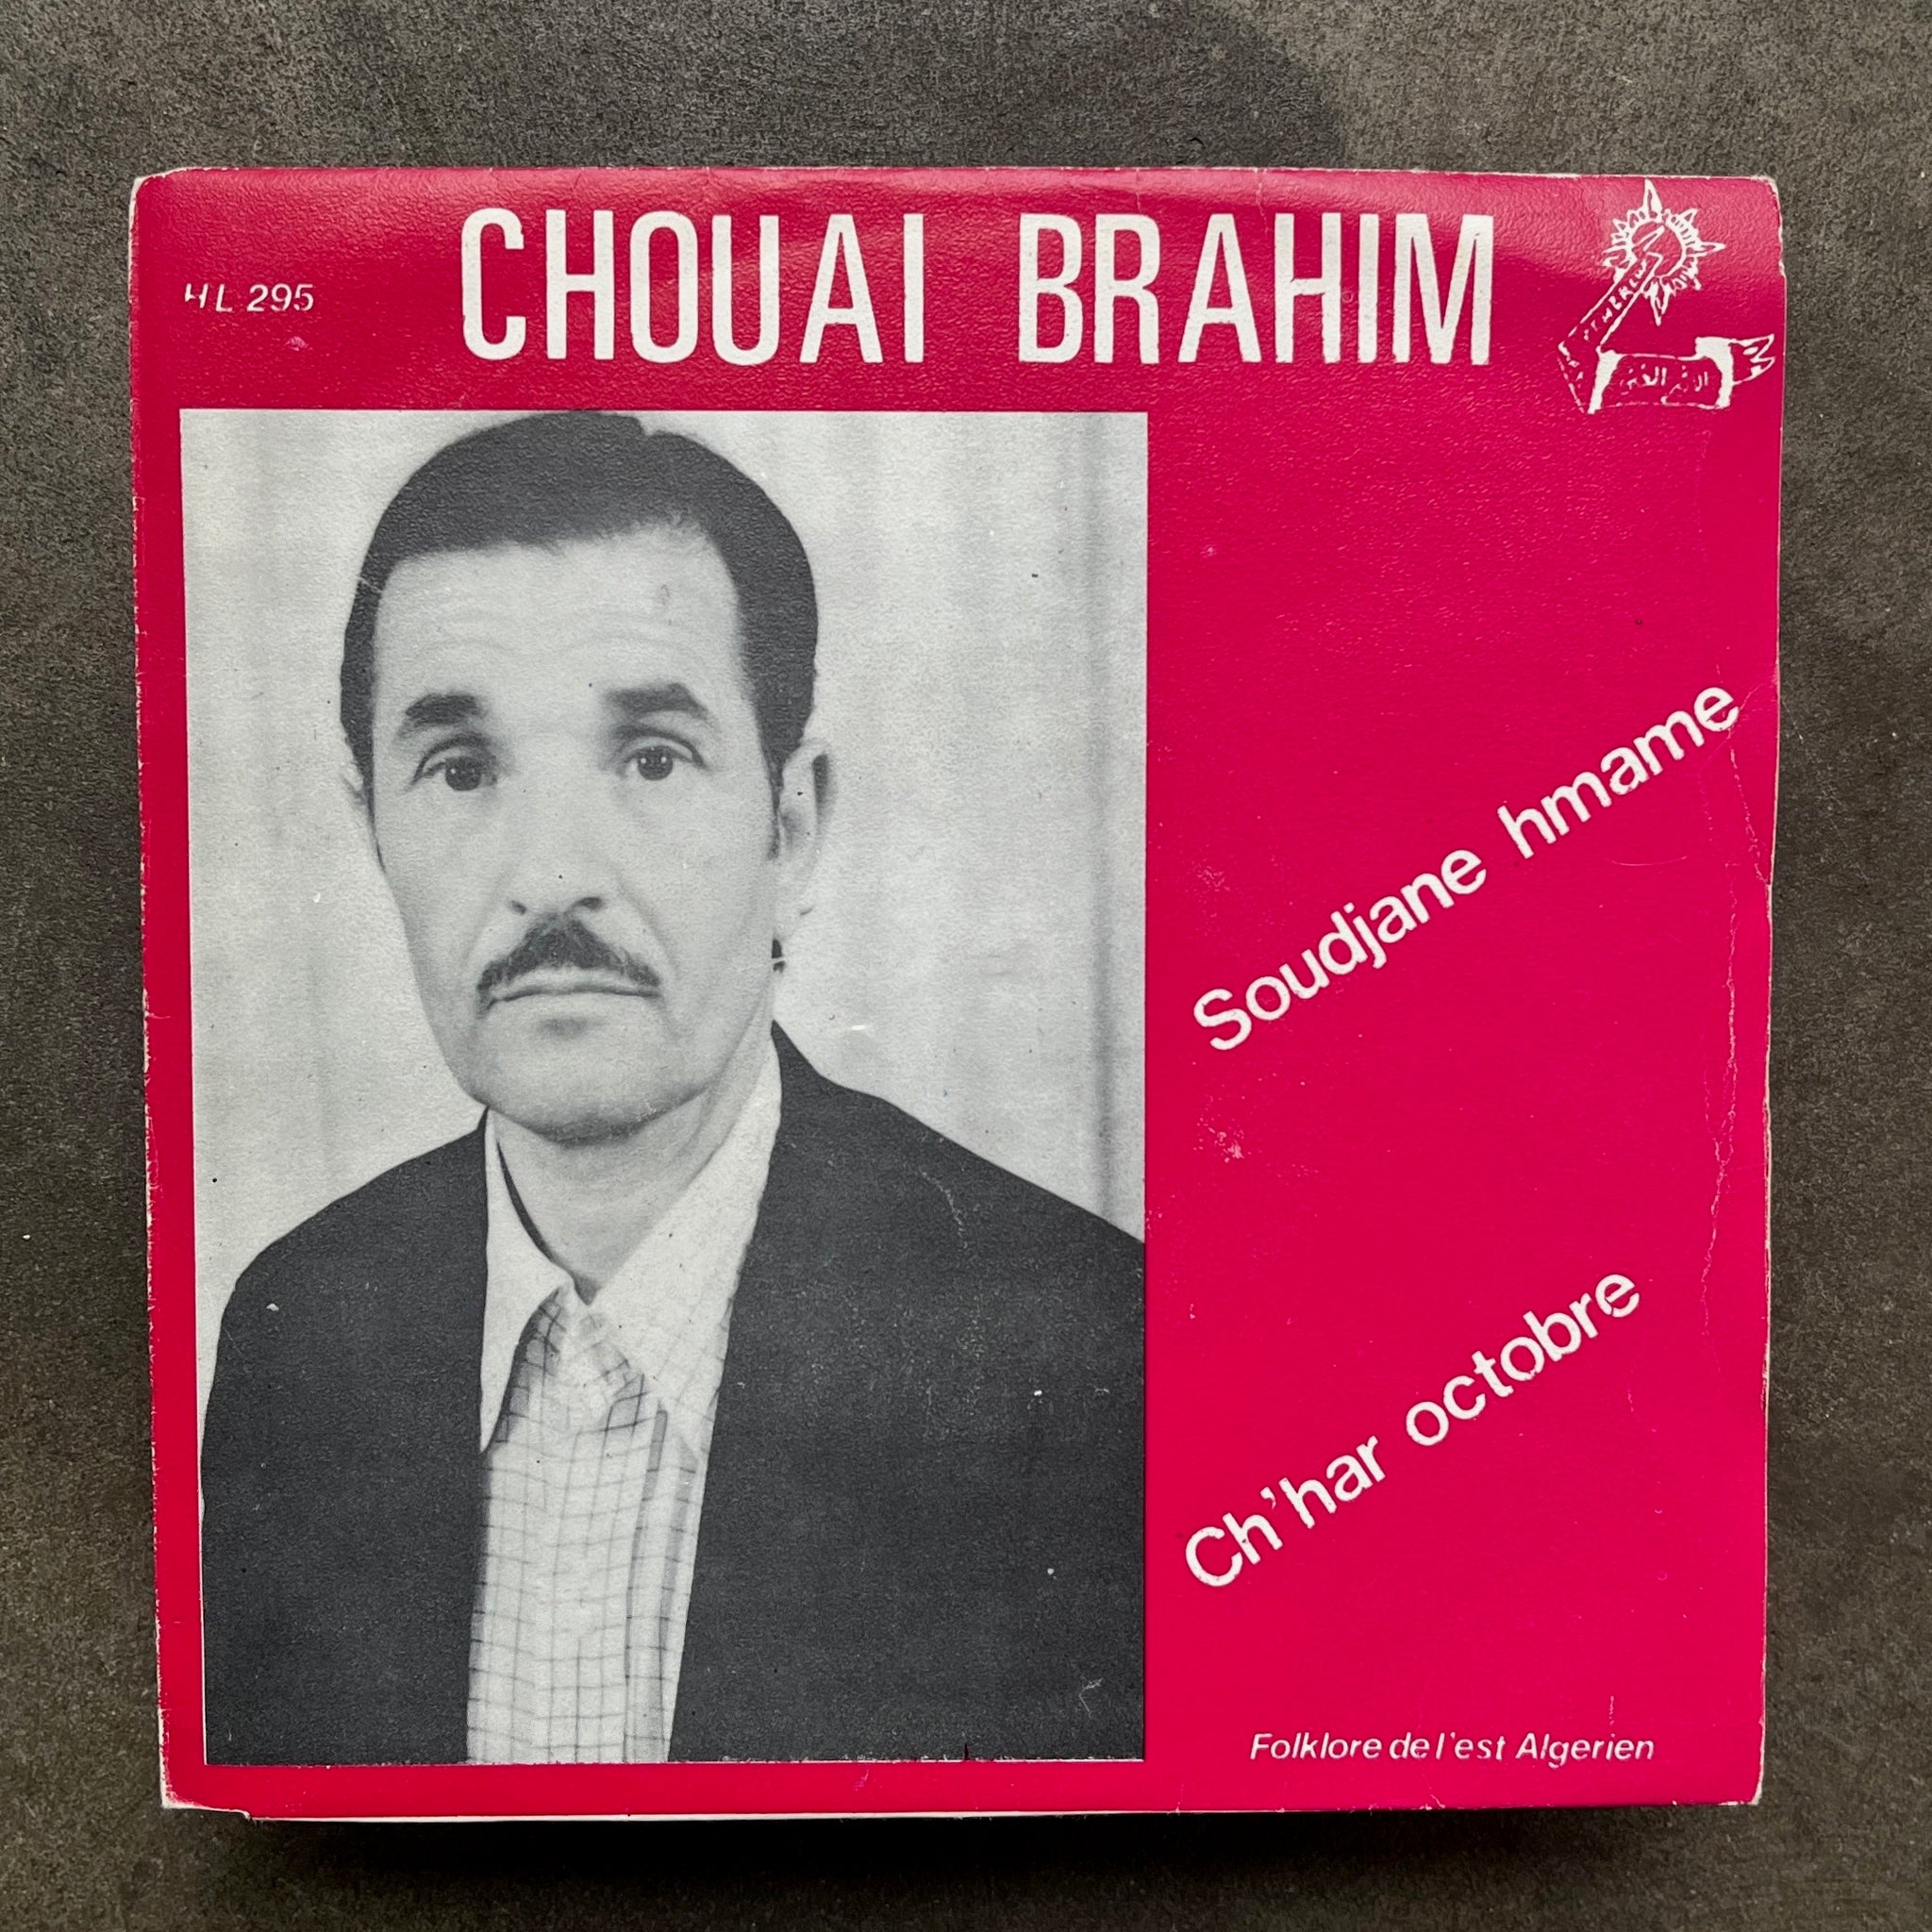 HL 295
CHOUAI BRAHIM
Soudjane hmame
Ch'har octobre
Folklore de l'est Algerien